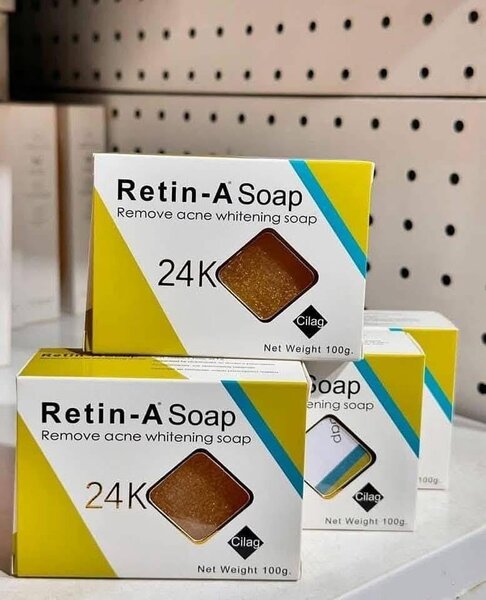 Retin-A® Soap
Remove acne whitening soap
24K
Cilag
Net Weight 100g.
Retin-A® Soap
Remove acne whitening soap
24K
Cilag
Net Weight 100g.
Soap
ening soap
Cilag
Net Weight 100g.
100g.